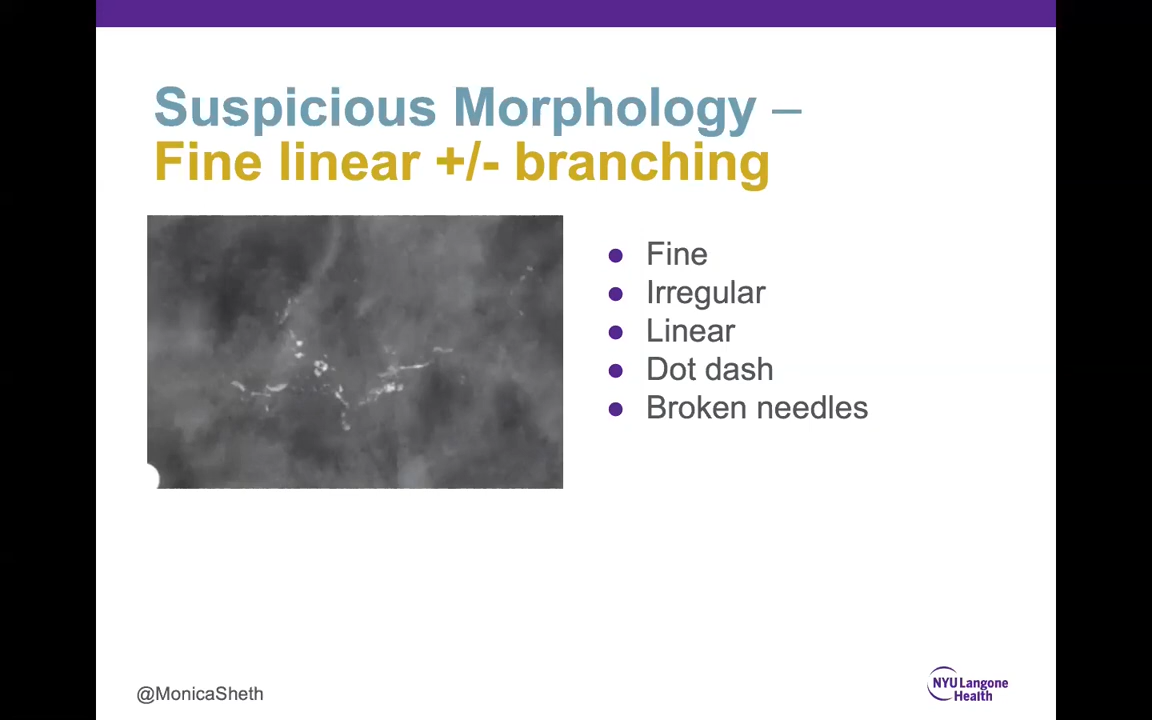 Suspicious Morphology –
Fine linear +/- branching
Fine
Irregular
Linear
Dot dash
Broken needles
@MonicaSheth
NYU Langone
Health